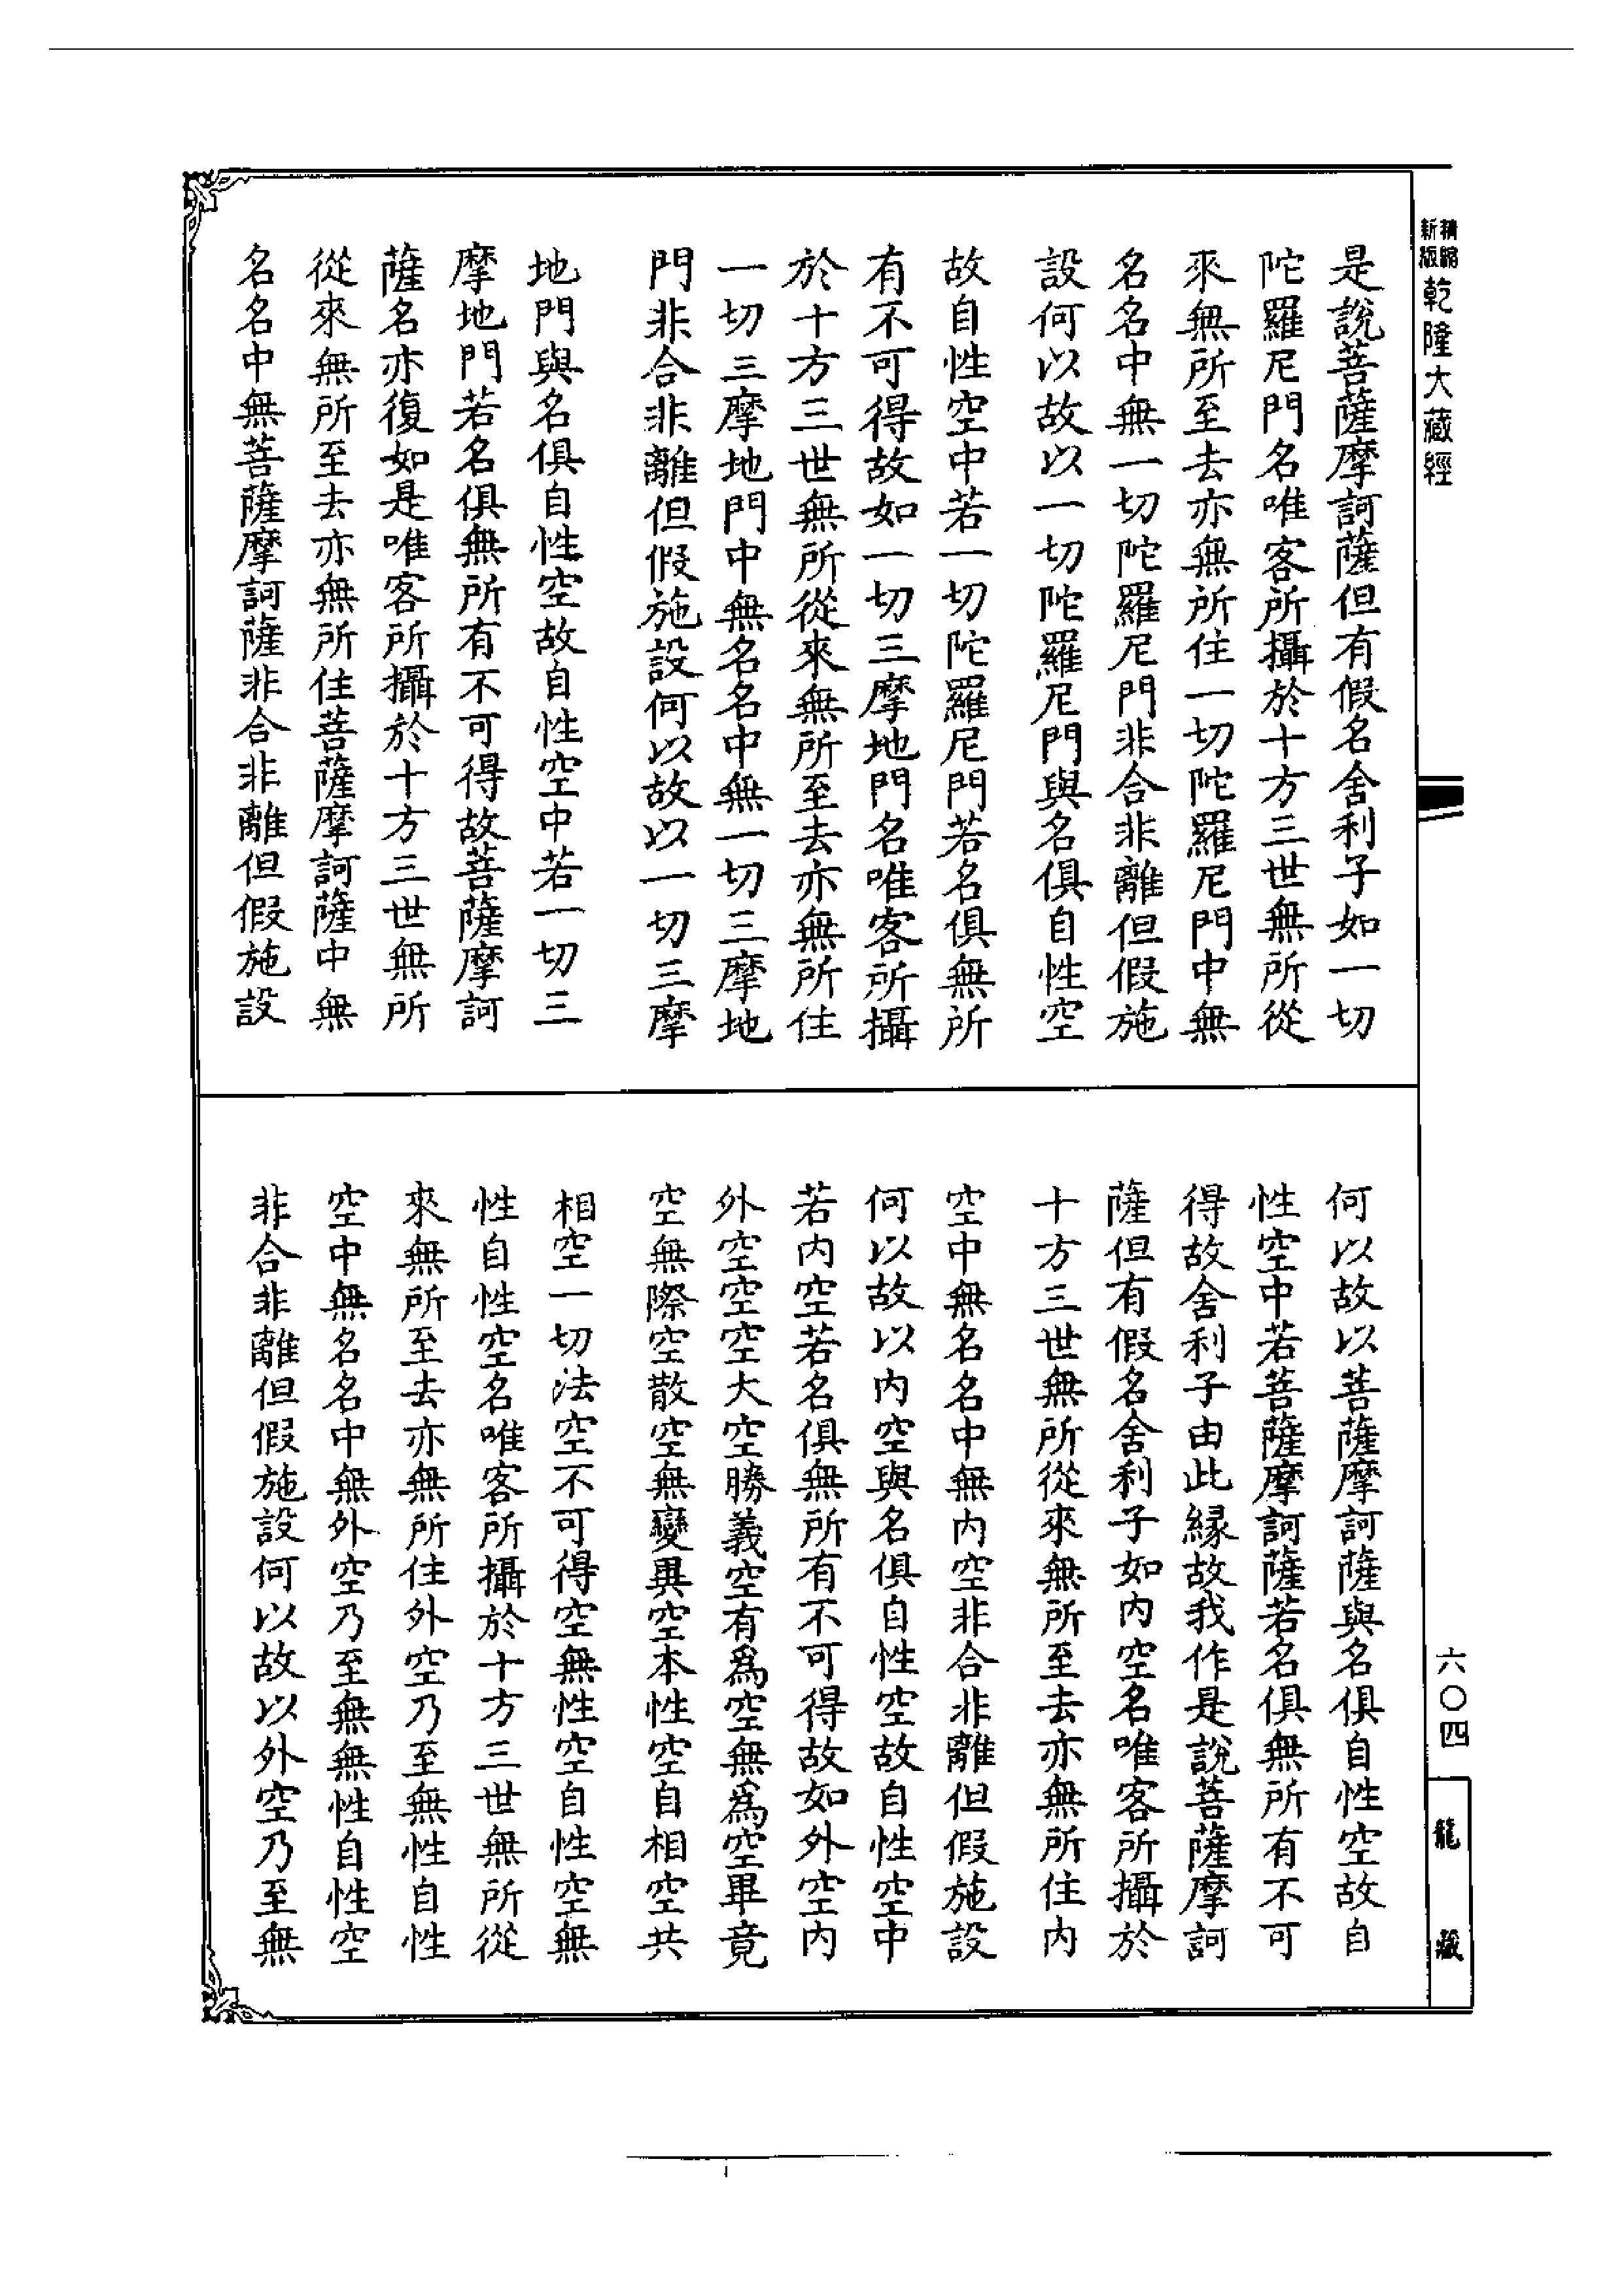 精縮
新版
乾隆大藏經
是說菩薩摩訶薩但有假名舍利子如一切
陀羅尼門名唯客所攝於十方三世無所從
來無所至去亦無所住一切陀羅尼門中無
名名中無一切陀羅尼門非合非離但假施
設何以故以一切陀羅尼門與名俱自性空
故自性空中若一切陀羅尼門若名俱無所
有不可得故如一切三摩地門名唯客所攝
於十方三世無所從來無所至去亦無所住
一切三摩地門中無名名中無一切三摩地
門非合非離但假施設何以故以一切三摩
地門與名俱自性空故自性空中若一切三
摩地門若名俱無所有不可得故菩薩摩訶
薩名亦復如是唯客所攝於十方三世無所
從來無所至去亦無所住菩薩摩訶薩中無
名名中無菩薩摩訶薩非合非離但假施設
何以故以菩薩摩訶薩與名俱自性空故自
性空中若菩薩摩訶薩若名俱無所有不可
得故舍利子由此緣故我作是說菩薩摩訶
薩但有假名舍利子如內空名唯客所攝於
十方三世無所從來無所至去亦無所住內
空中無名名中無內空非合非離但假施設
何以故以內空與名俱自性空故自性空中
若內空若名俱無所有不可得故如外空內
外空空空大空勝義空有為空無為空畢竟
空無際空散空無變異空本性空自相空共
相空一切法空不可得空無性空自性空無
性自性空名唯客所攝於十方三世無所從
來無所至去亦無所住外空乃至無性自性
空中無名名中無外空乃至無無性自性空
非合非離但假施設何以故以外空乃至無
六〇四
龍藏